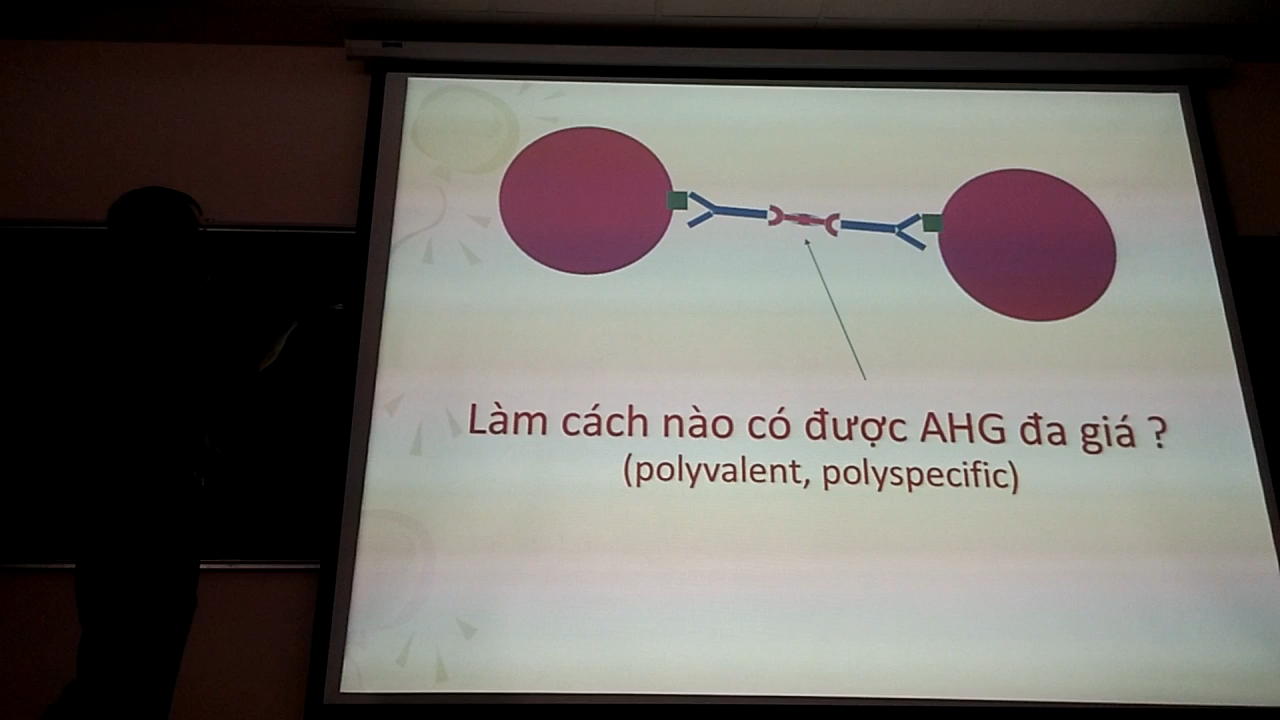 Làm cách nào có được AHG đa giá ?
(polyvalent, polyspecific)